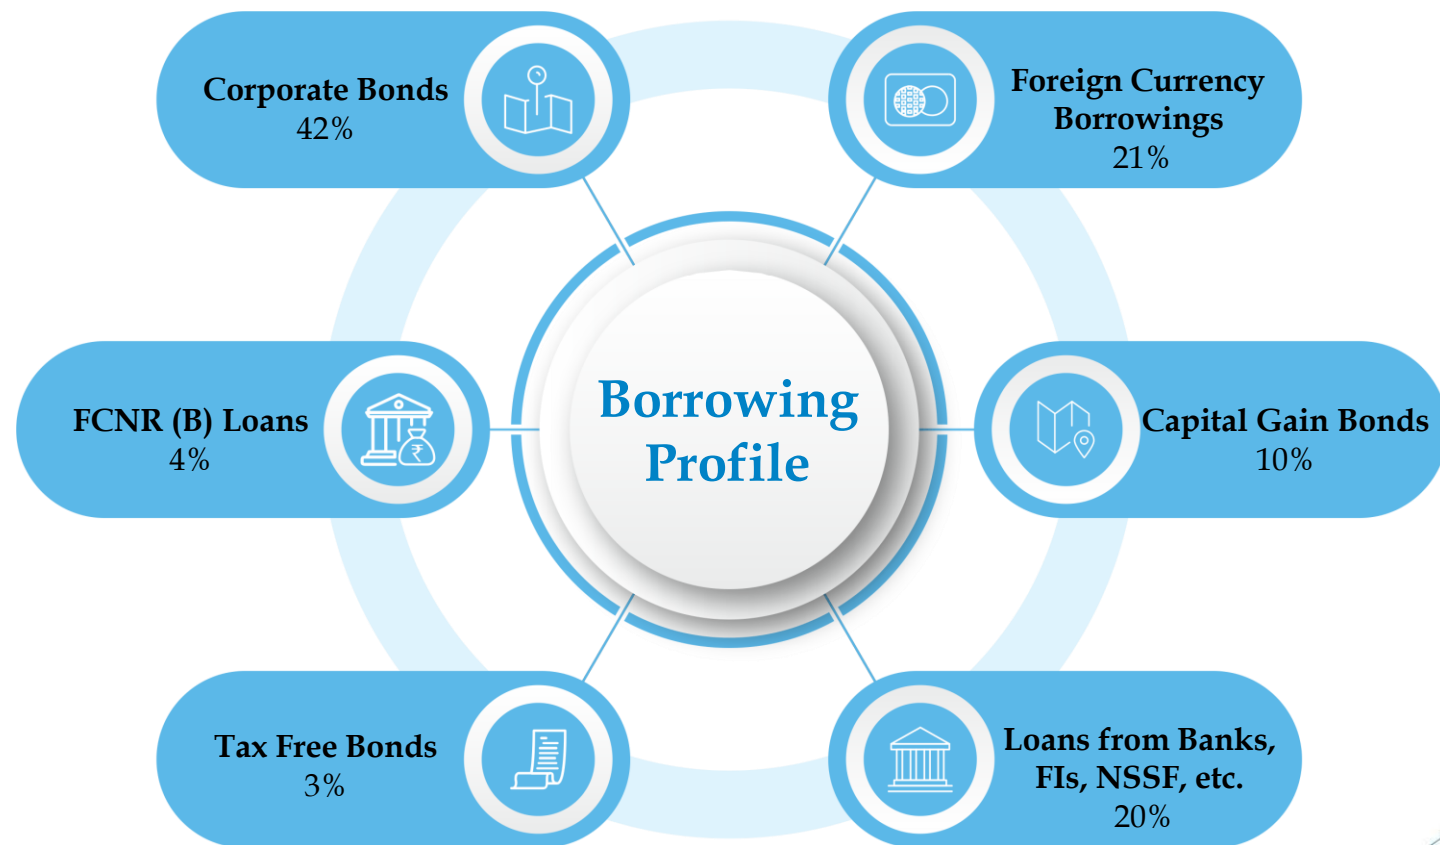 Corporate Bonds
42%
Foreign Currency
Borrowings
21%
FCNR (B) Loans
4%
₹
Borrowing
Profile
Capital Gain Bonds
10%
Tax Free Bonds
3%
Loans from Banks,
FIs, NSSF, etc.
20%